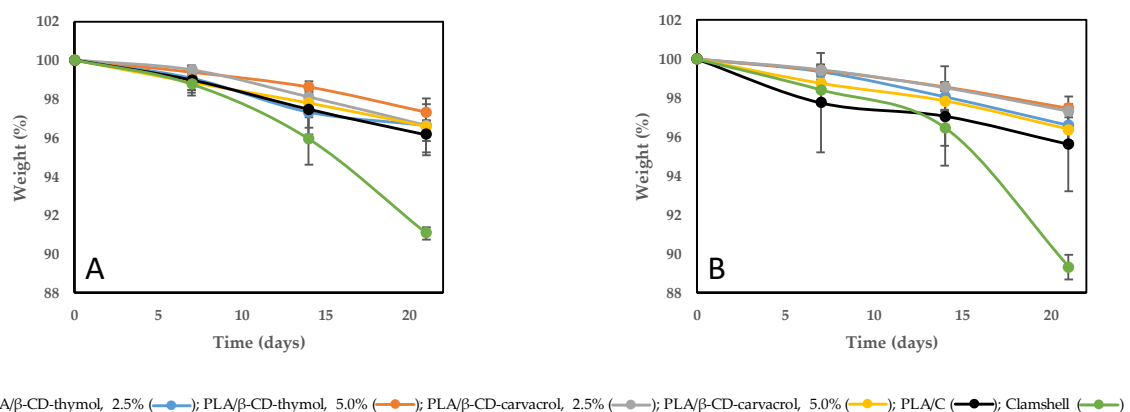 102
100
98
96
94
92
90
88
Weight (%)
A
0 5 10 15 20
Time (days)
102
100
98
96
94
92
90
88
Weight (%)
B
0 5 10 15 20
Time (days)
A/β-CD-thymol, 2.5% ( ); PLA/β-CD-thymol, 5.0% ( ); PLA/β-CD-carvacrol, 2.5% ( ); PLA/β-CD-carvacrol, 5.0% ( ); PLA/C ( ); Clamshell ( )